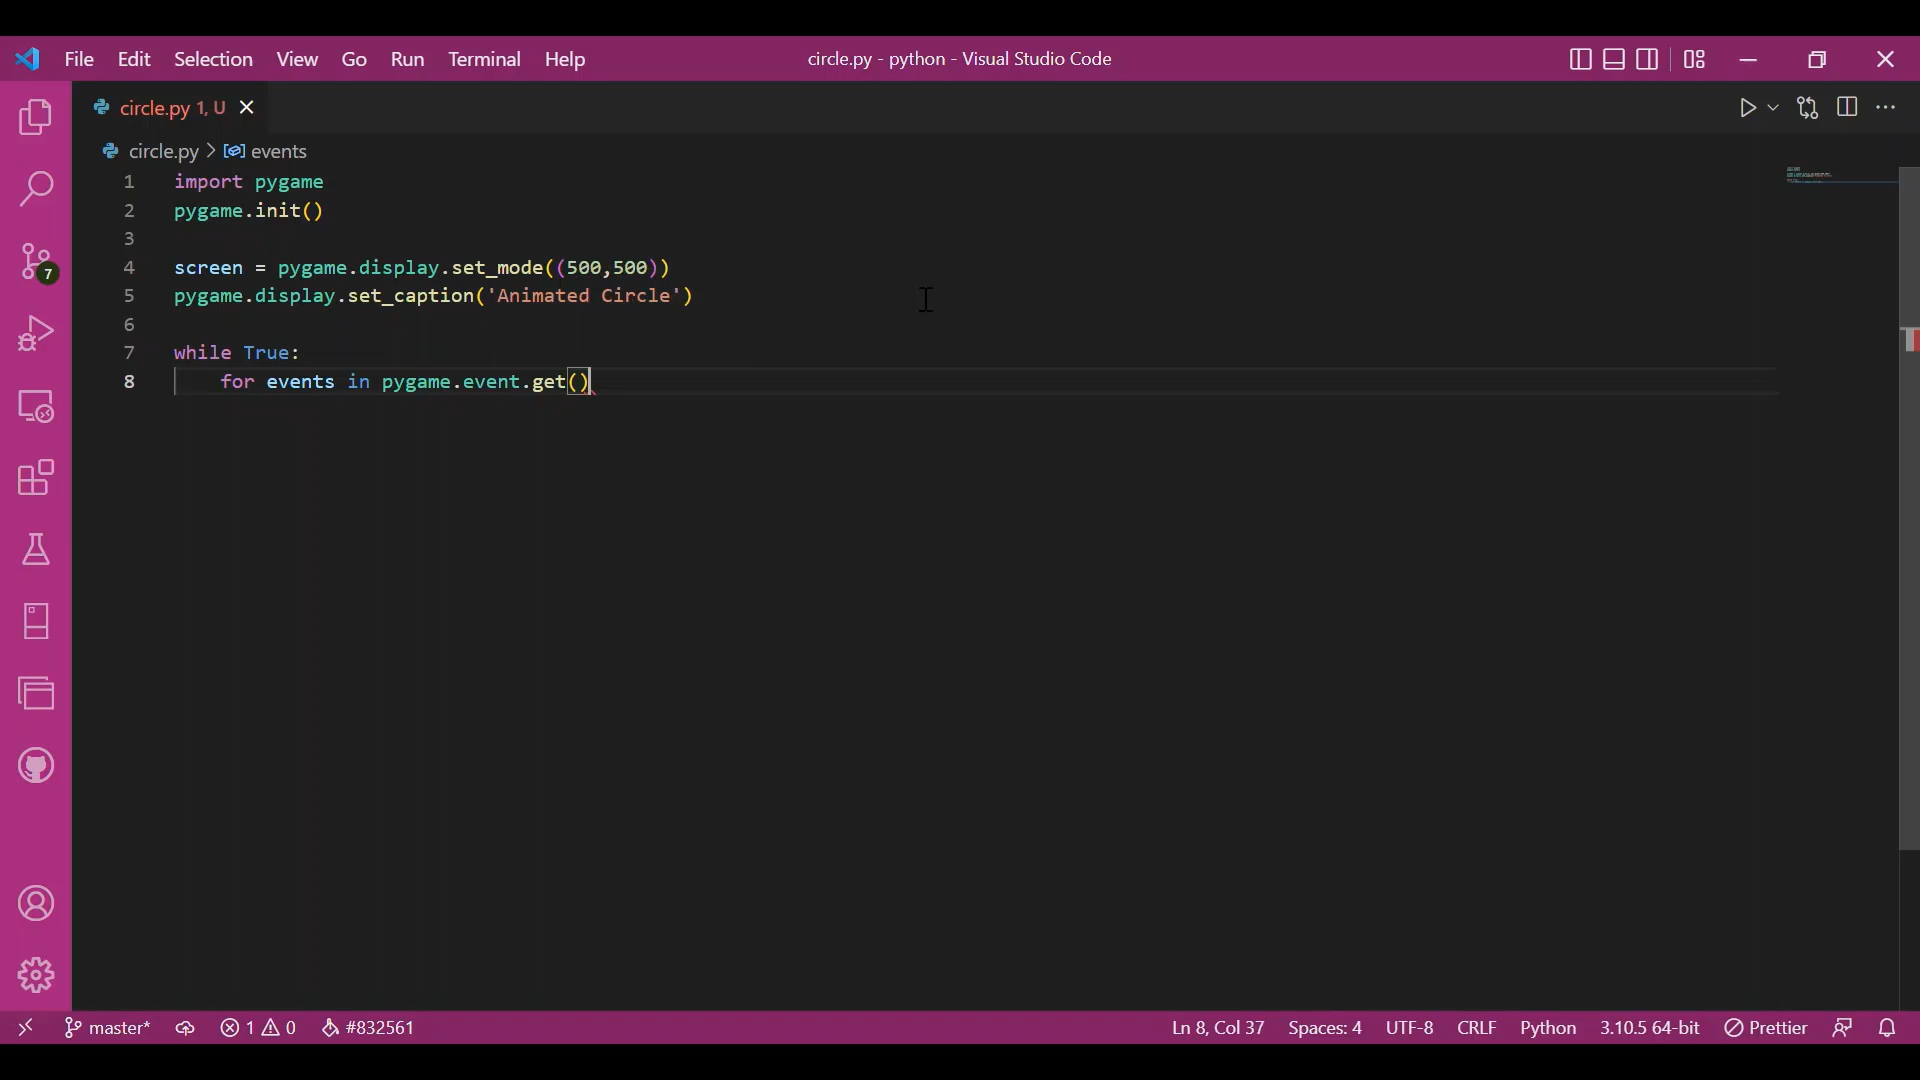 File Edit Selection View Go Run Terminal Help circle.py - python - Visual Studio Code
circle.py 1, U
circle.py > events
1 import pygame
2 pygame.init()
3
4 screen = pygame.display.set_mode((500,500))
5 pygame.display.set_caption('Animated Circle')
6
7 while True:
8     for events in pygame.event.get()
7
master* 1 0 #832561 Ln 8, Col 37 Spaces: 4 UTF-8 CRLF Python 3.10.5 64-bit Prettier